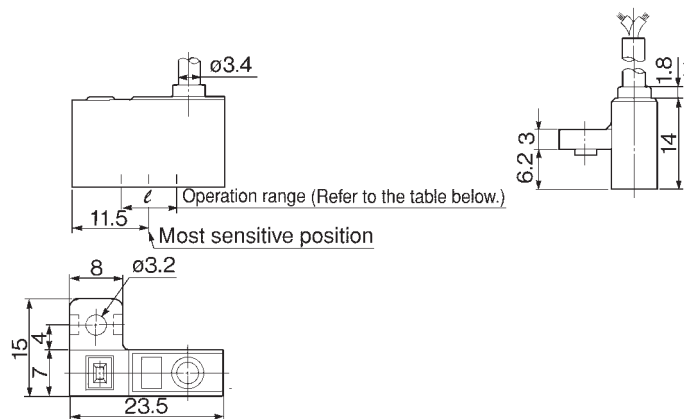 ø3.4
1.8
3
6.2
14
ℓ
Operation range (Refer to the table below.)
11.5
Most sensitive position
8
ø3.2
15
4
7
23.5